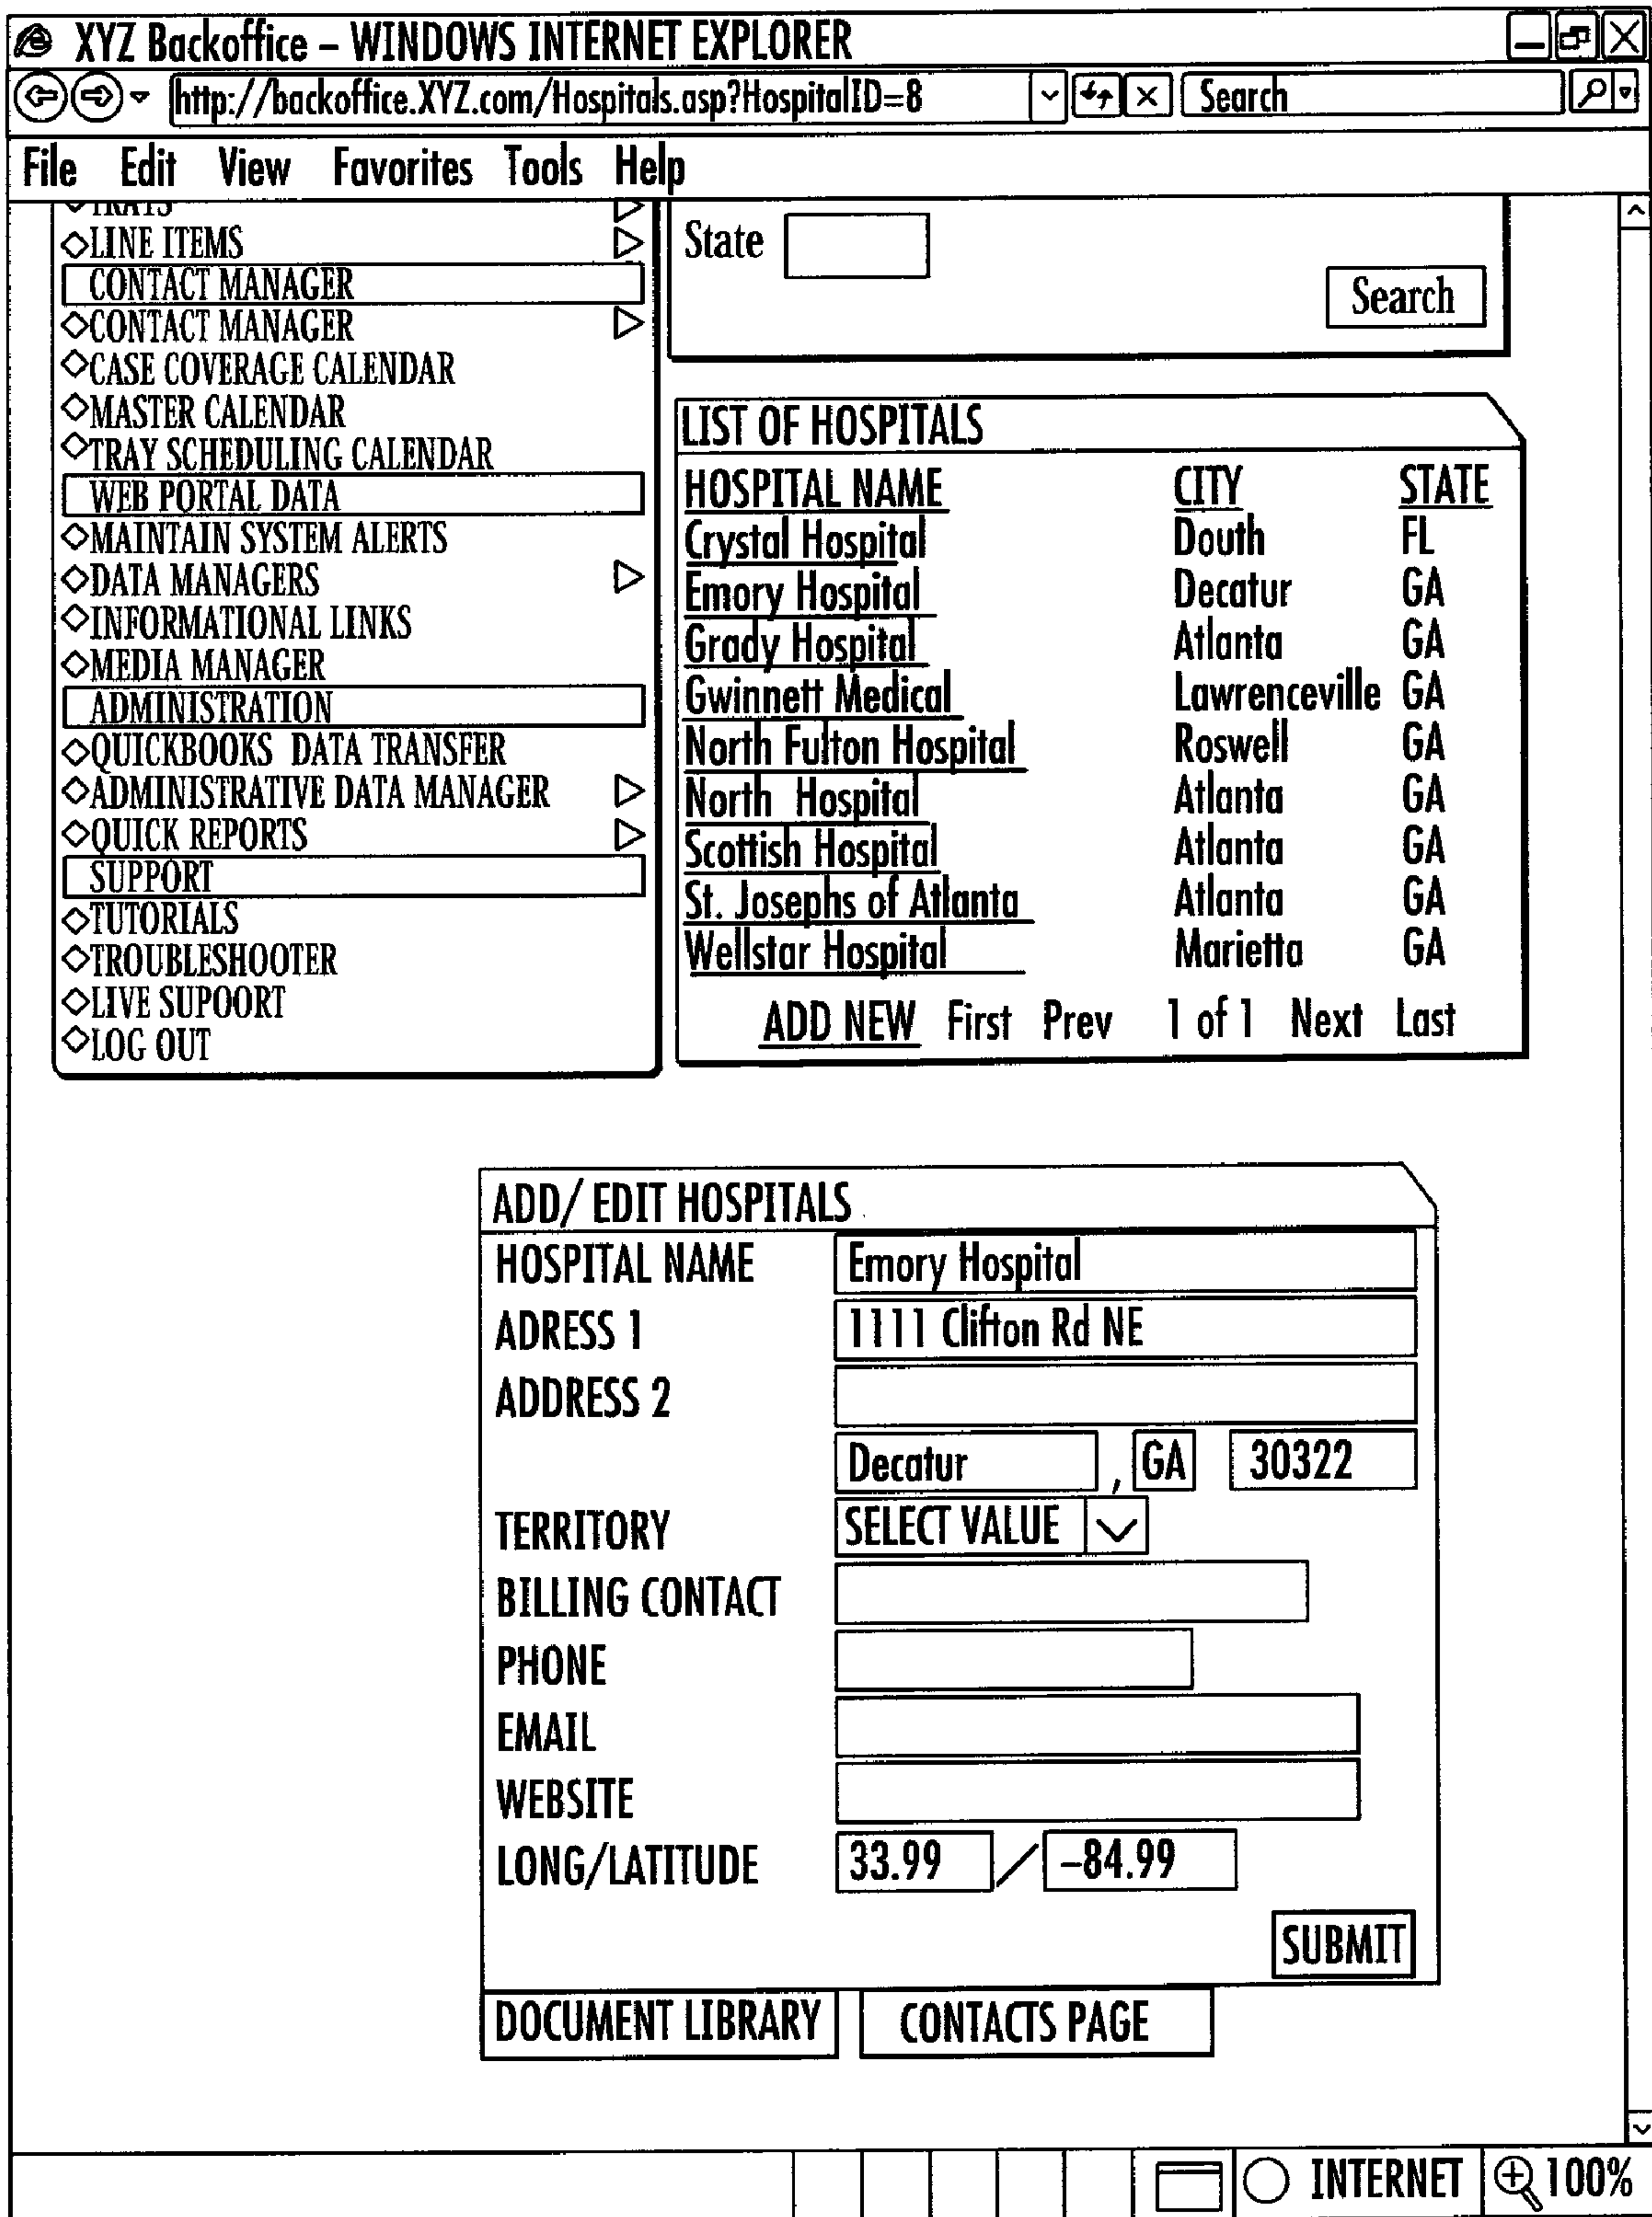 XYZ Backoffice – WINDOWS INTERNET EXPLORER
http://backoffice.XYZ.com/Hospitals.asp?HospitalID=8
Search
File Edit View Favorites Tools Help
LINE ITEMS
CONTACT MANAGER
CONTACT MANAGER
CASE COVERAGE CALENDAR
MASTER CALENDAR
TRAY SCHEDULING CALENDAR
WEB PORTAL DATA
MAINTAIN SYSTEM ALERTS
DATA MANAGERS
INFORMATIONAL LINKS
MEDIA MANAGER
ADMINISTRATION
QUICKBOOKS DATA TRANSFER
ADMINISTRATIVE DATA MANAGER
QUICK REPORTS
SUPPORT
TUTORIALS
TROUBLESHOOTER
LIVE SUPOORT
LOG OUT
State
Search
LIST OF HOSPITALS
HOSPITAL NAME CITY STATE
Crystal Hospital Douth FL
Emory Hospital Decatur GA
Grady Hospital Atlanta GA
Gwinnett Medical Lawrenceville GA
North Fulton Hospital Roswell GA
North Hospital Atlanta GA
Scottish Hospital Atlanta GA
St. Josephs of Atlanta Atlanta GA
Wellstar Hospital Marietta GA
ADD NEW First Prev 1 of 1 Next Last
ADD/ EDIT HOSPITALS
HOSPITAL NAME Emory Hospital
ADRESS 1 1111 Clifton Rd NE
ADDRESS 2
Decatur , GA 30322
TERRITORY SELECT VALUE
BILLING CONTACT
PHONE
EMAIL
WEBSITE
LONG/LATITUDE 33.99 / –84.99
SUBMIT
DOCUMENT LIBRARY CONTACTS PAGE
INTERNET 100%